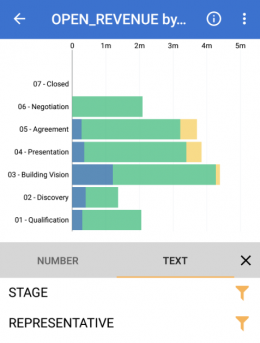 OPEN_REVENUE by...
0 1m 2m 3m 4m 5m
07 - Closed
06 - Negotiation
05 - Agreement
04 - Presentation
03 - Building Vision
02 - Discovery
01 - Qualification
NUMBER TEXT
STAGE
REPRESENTATIVE